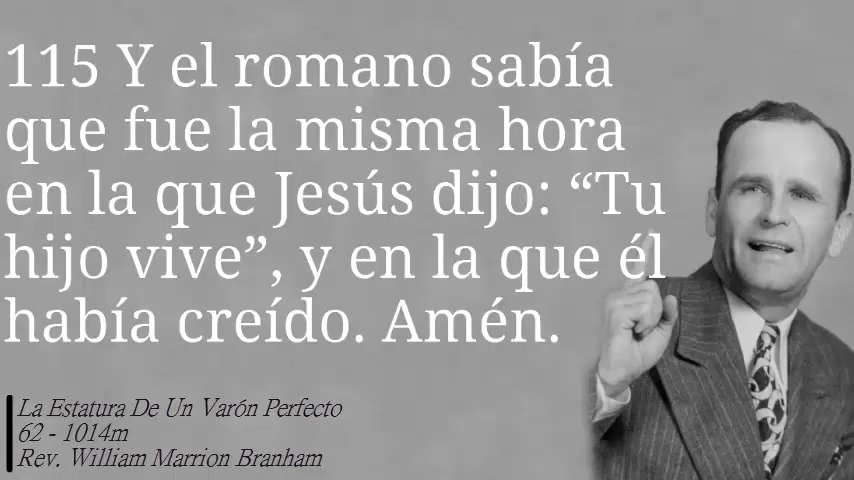 115 Y el romano sabía
que fue la misma hora
en la que Jesús dijo: “Tu
hijo vive”, y en la que él
había creído. Amén.
La Estatura De Un Varón Perfecto
62 - 1014m
Rev. William Marrion Branham